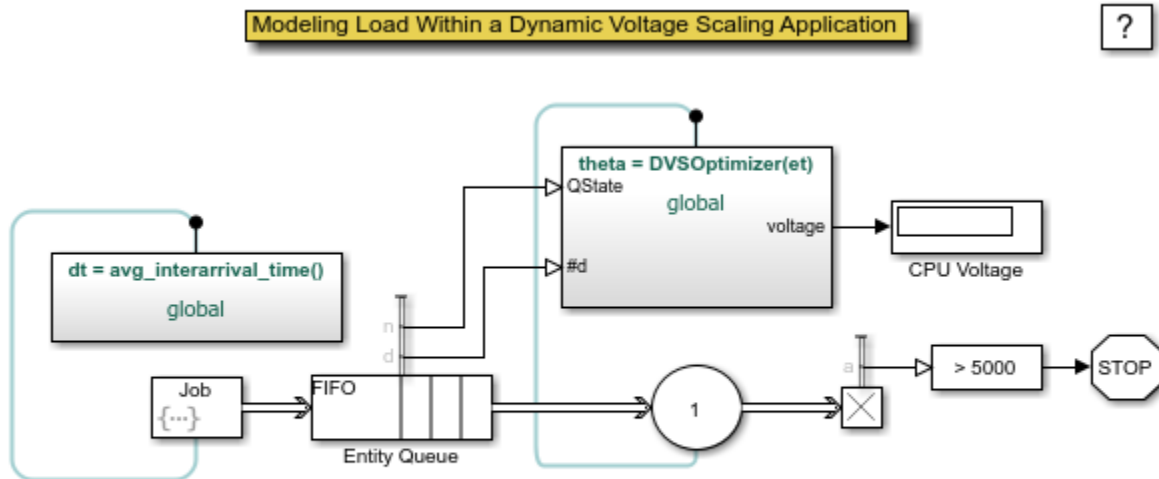 Modeling Load Within a Dynamic Voltage Scaling Application
?
theta = DVSOptimizer(et)
QState
global
voltage
#d
CPU Voltage
dt = avg_interarrival_time()
global
n
d
a
> 5000
STOP
Job
{...}
FIFO
1
Entity Queue